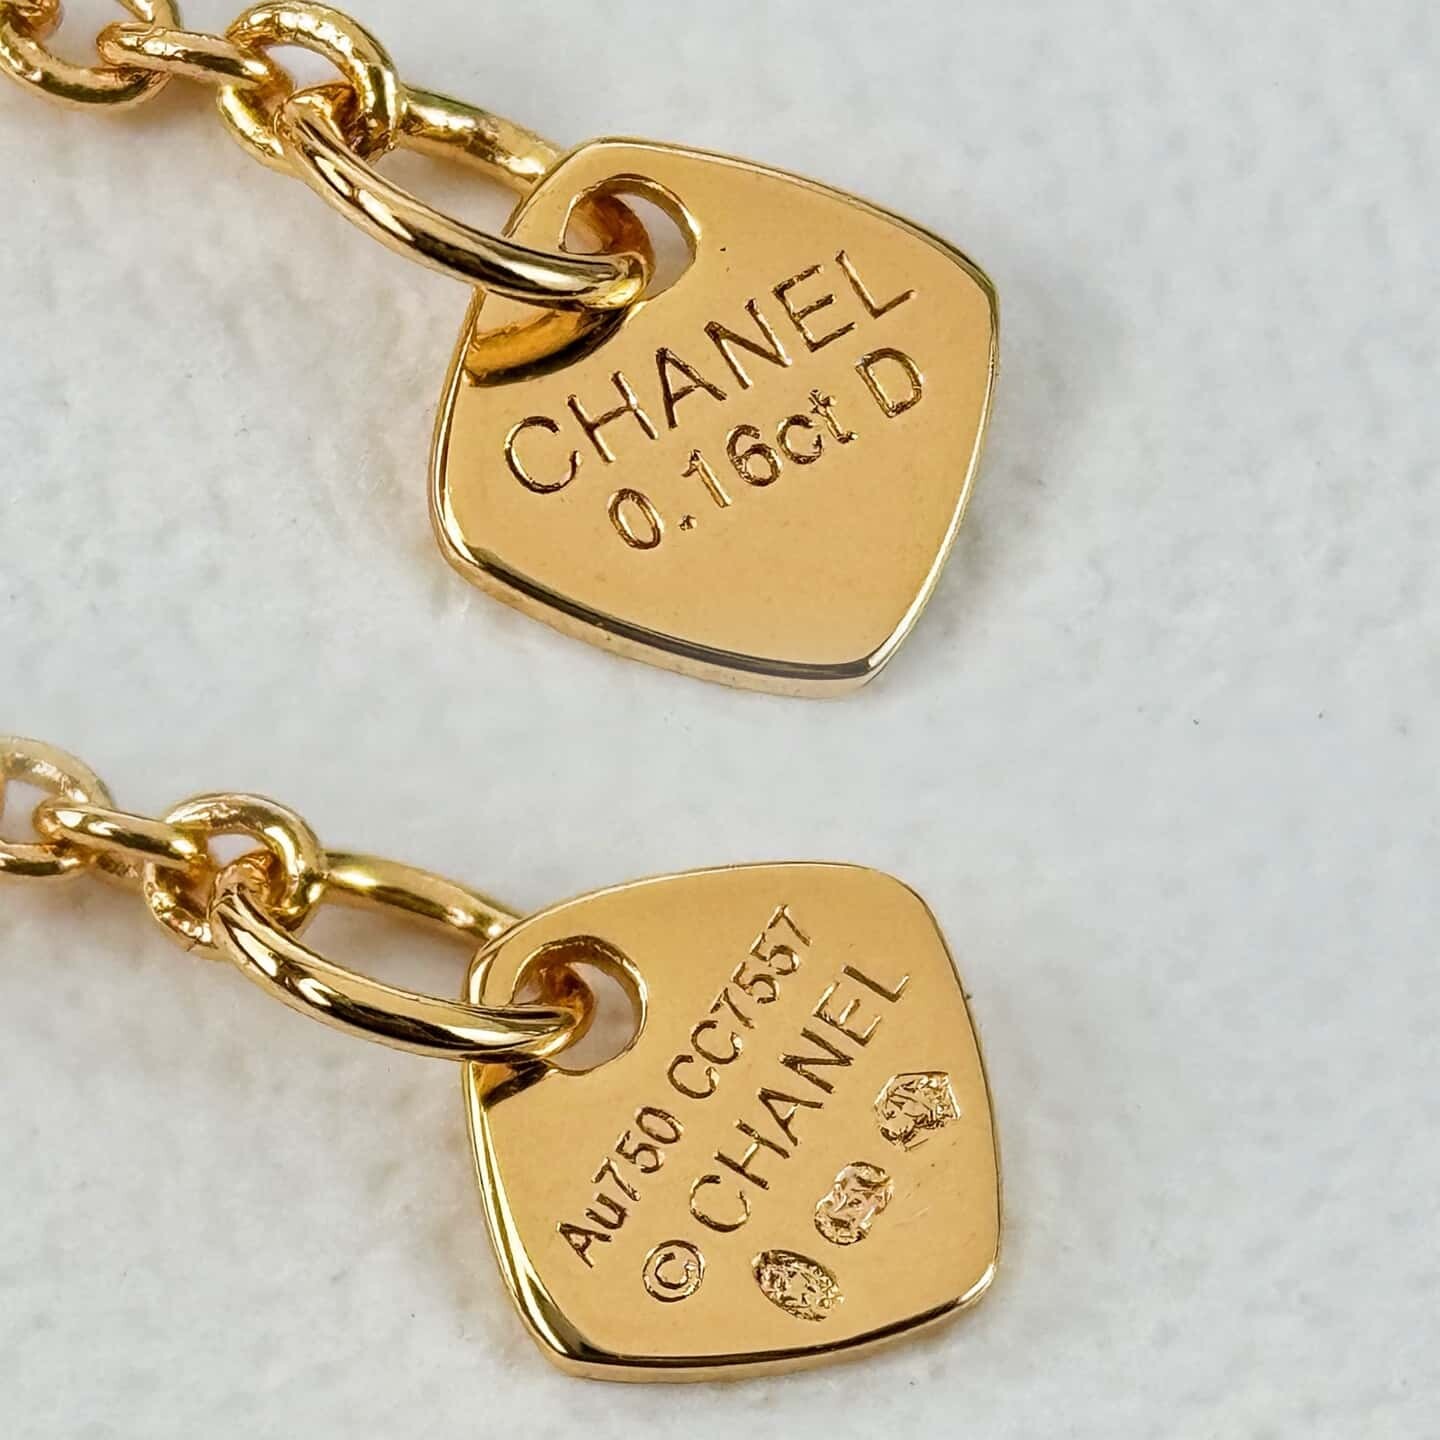 CHANEL
0.16ct D
Au750 CC7557
© CHANEL